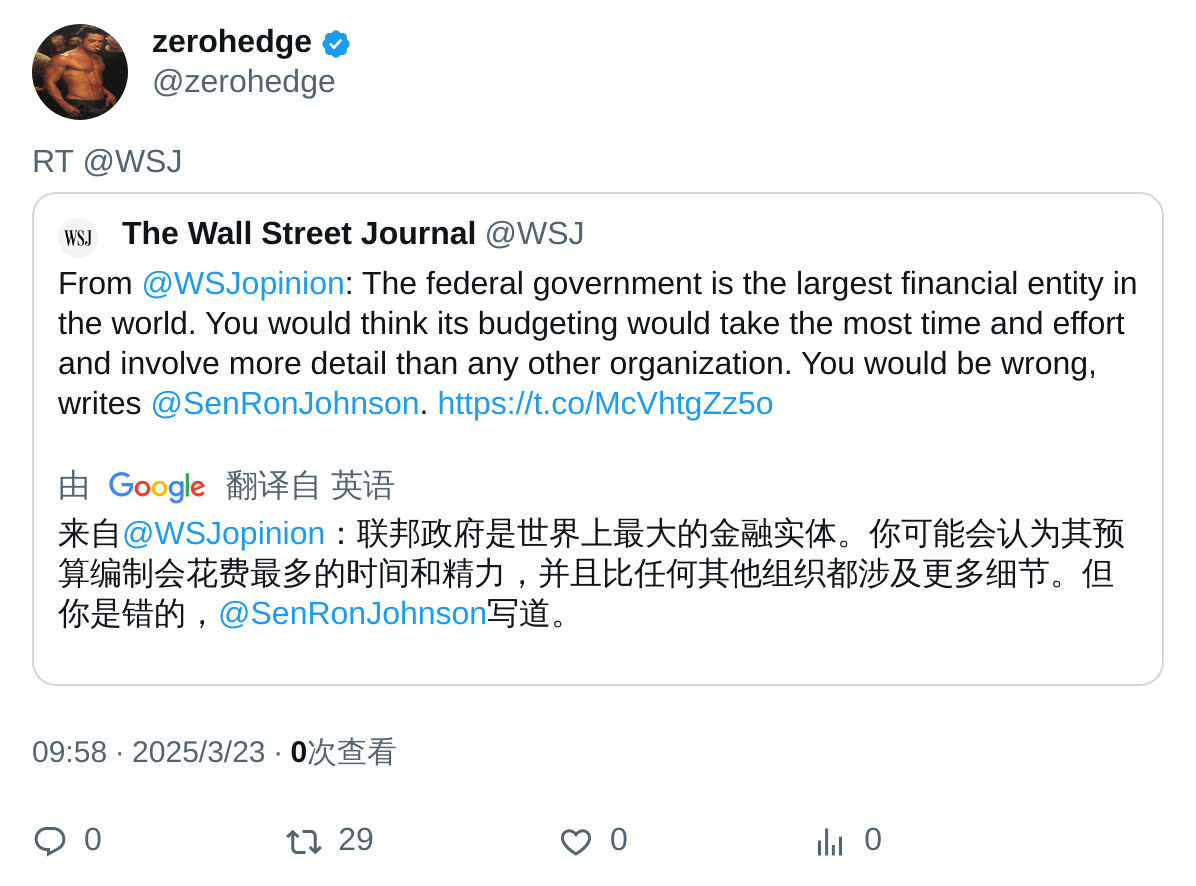 zerohedge
@zerohedge
RT @WSJ
WSJ The Wall Street Journal @WSJ
From @WSJopinion: The federal government is the largest financial entity in
the world. You would think its budgeting would take the most time and effort
and involve more detail than any other organization. You would be wrong,
writes @SenRonJohnson. https://t.co/McVhtgZz5o
由 Google 翻译自 英语
来自@WSJopinion：联邦政府是世界上最大的金融实体。你可能会认为其预
算编制会花费最多的时间和精力，并且比任何其他组织都涉及更多细节。但
你是错的，@SenRonJohnson写道。
09:58 · 2025/3/23 · 0次查看
0 29 0 0